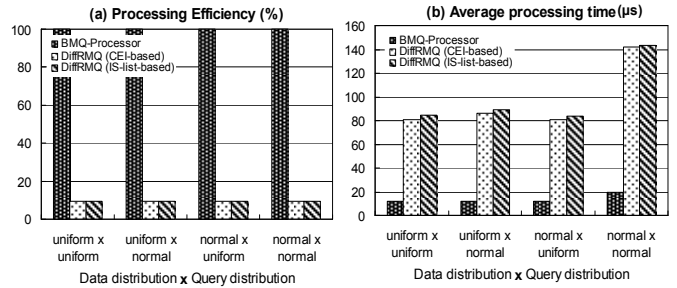 (a) Processing Efficiency (%)
100
80
60
40
20
0
BMQ-Processor
DiffRMQ (CEI-based)
DiffRMQ (IS-list-based)
uniform x uniform
uniform x normal
normal x uniform
normal x normal
Data distribution x Query distribution
(b) Average processing time (μs)
160
140
120
100
80
60
40
20
0
BMQ-Processor
DiffRMQ (CEI-based)
DiffRMQ (IS-list-based)
uniform x uniform
uniform x normal
normal x uniform
normal x normal
Data distribution x Query distribution